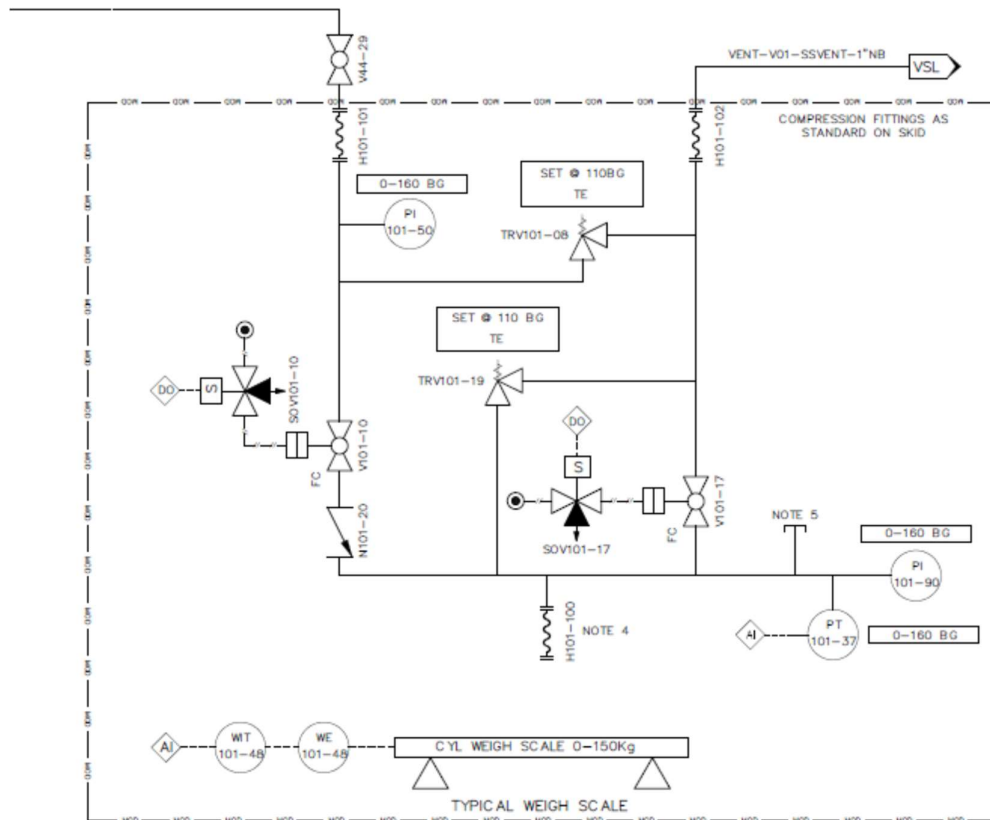 V44-29
VENT-V01-SSVENT-1"NB
VSL
COMPRESSION FITTINGS AS
STANDARD ON SKID
H101-101
H101-102
0-160 BG
PI
101-50
SET @ 110BG
TE
TRV101-08
SET @ 110 BG
TE
TRV101-19
DO
S
SOV101-10
V101-10
FC
N101-20
DO
S
SOV101-17
V101-17
FC
NOTE 5
0-160 BG
PI
101-90
H101-100
NOTE 4
AI
PT
101-37
0-160 BG
AI
WIT
101-48
WE
101-48
CYL WEIGH SCALE 0-150Kg
TYPICAL WEIGH SCALE